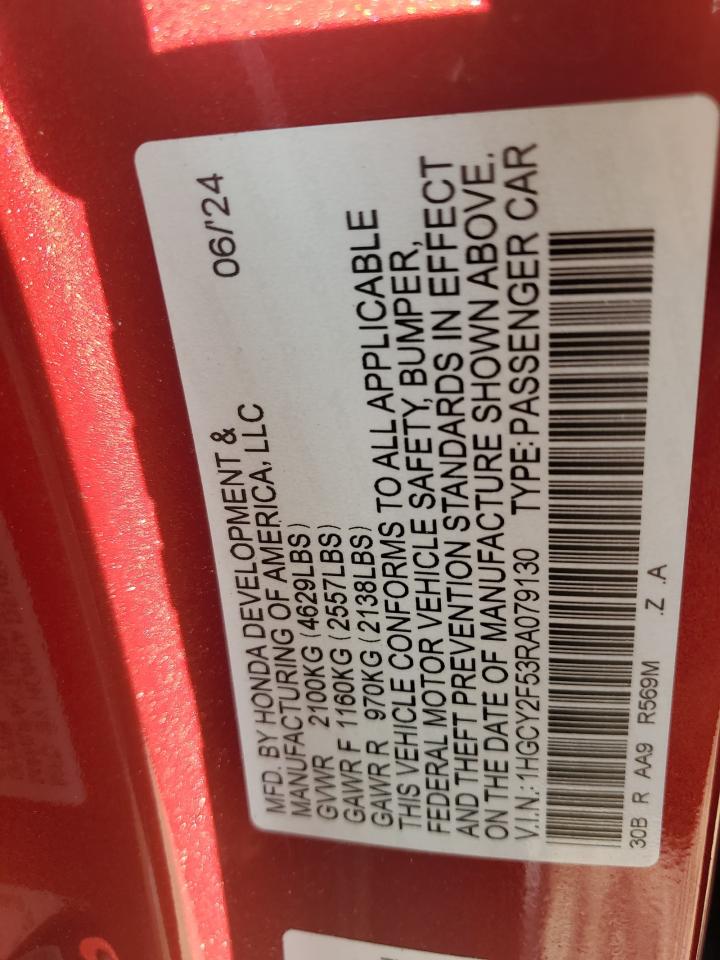 MFD. BY HONDA DEVELOPMENT & 06/'24
MANUFACTURING OF AMERICA, LLC
GVWR 2100KG (4629LBS)
GAWR F 1160KG (2557LBS)
GAWR R 970KG (2138LBS)
THIS VEHICLE CONFORMS TO ALL APPLICABLE
FEDERAL MOTOR VEHICLE SAFETY, BUMPER,
AND THEFT PREVENTION STANDARDS IN EFFECT
ON THE DATE OF MANUFACTURE SHOWN ABOVE.
V.I.N.: 1HGCY2F53RA079130 TYPE: PASSENGER CAR
30B R AA9 R569M .Z .A